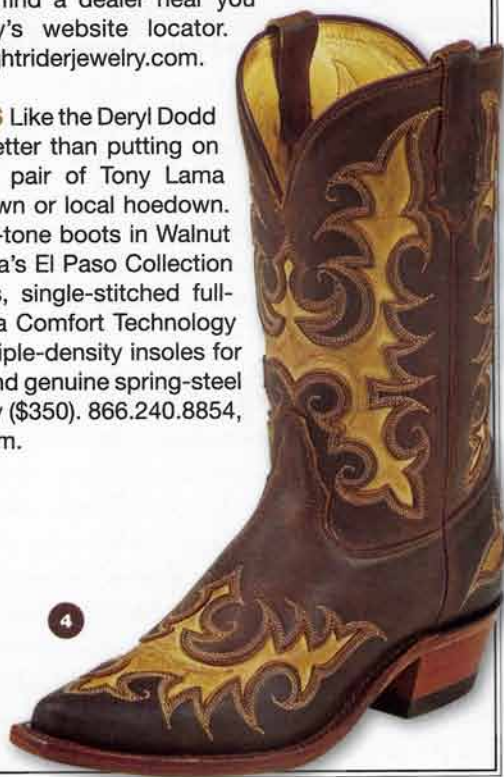 find a dealer near you
y's website locator.
ghtriderjewelry.com.
Like the Deryl Dodd
etter than putting on
pair of Tony Lama
wn or local hoedown.
-tone boots in Walnut
a's El Paso Collection
s, single-stitched full-
a Comfort Technology
iple-density insoles for
nd genuine spring-steel
y ($350). 866.240.8854,
m.
4